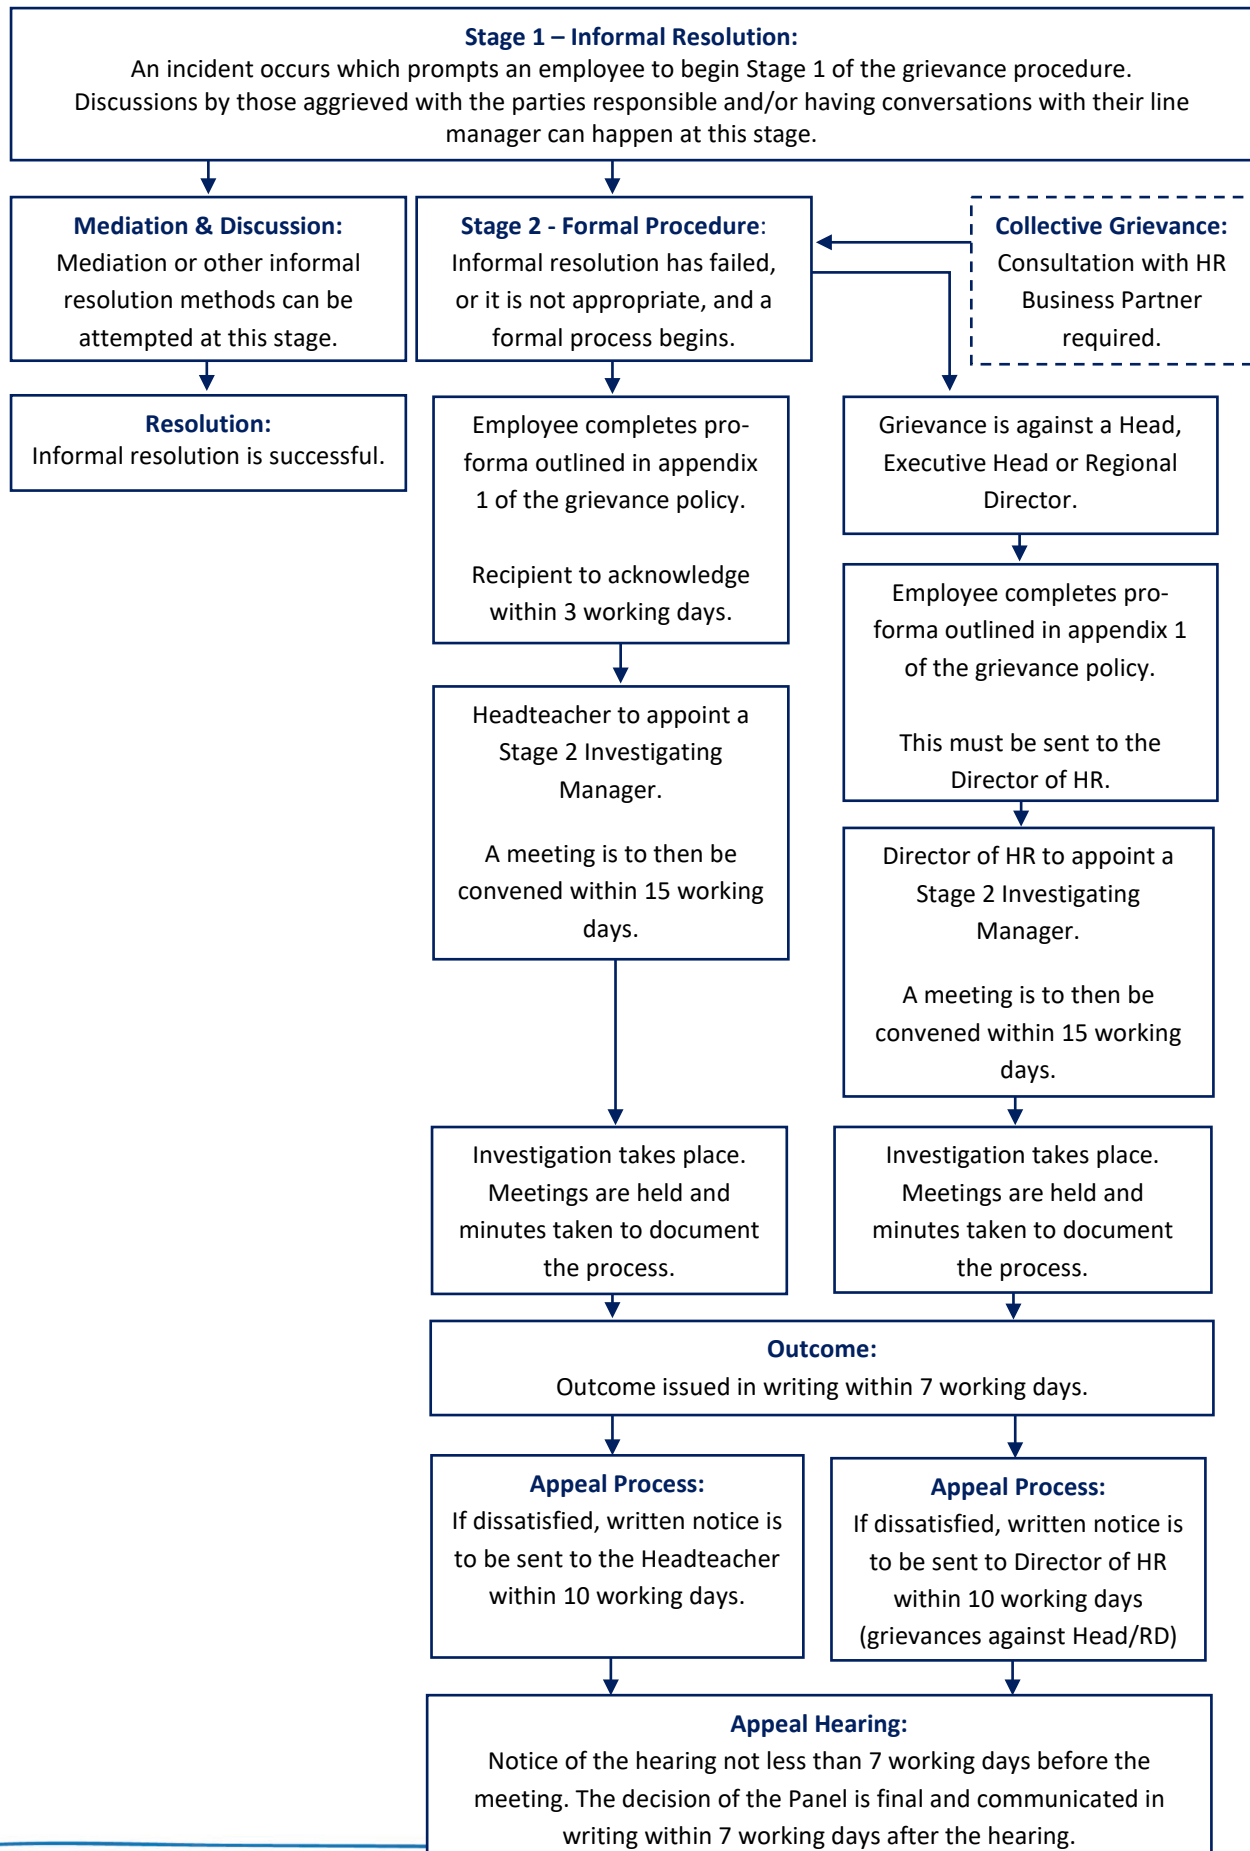 Stage 1 – Informal Resolution:
An incident occurs which prompts an employee to begin Stage 1 of the grievance procedure.
Discussions by those aggrieved with the parties responsible and/or having conversations with their line
manager can happen at this stage.
Mediation & Discussion:
Mediation or other informal
resolution methods can be
attempted at this stage.
Stage 2 - Formal Procedure:
Informal resolution has failed,
or it is not appropriate, and a
formal process begins.
Collective Grievance:
Consultation with HR
Business Partner
required.
Resolution:
Informal resolution is successful.
Employee completes pro-
forma outlined in appendix
1 of the grievance policy.
Recipient to acknowledge
within 3 working days.
Grievance is against a Head,
Executive Head or Regional
Director.
Employee completes pro-
forma outlined in appendix 1
of the grievance policy.
This must be sent to the
Director of HR.
Headteacher to appoint a
Stage 2 Investigating
Manager.
A meeting is to then be
convened within 15 working
days.
Director of HR to appoint a
Stage 2 Investigating
Manager.
A meeting is to then be
convened within 15 working
days.
Investigation takes place.
Meetings are held and
minutes taken to document
the process.
Investigation takes place.
Meetings are held and
minutes taken to document
the process.
Outcome:
Outcome issued in writing within 7 working days.
Appeal Process:
If dissatisfied, written notice is
to be sent to the Headteacher
within 10 working days.
Appeal Process:
If dissatisfied, written notice is
to be sent to Director of HR
within 10 working days
(grievances against Head/RD)
Appeal Hearing:
Notice of the hearing not less than 7 working days before the
meeting. The decision of the Panel is final and communicated in
writing within 7 working days after the hearing.